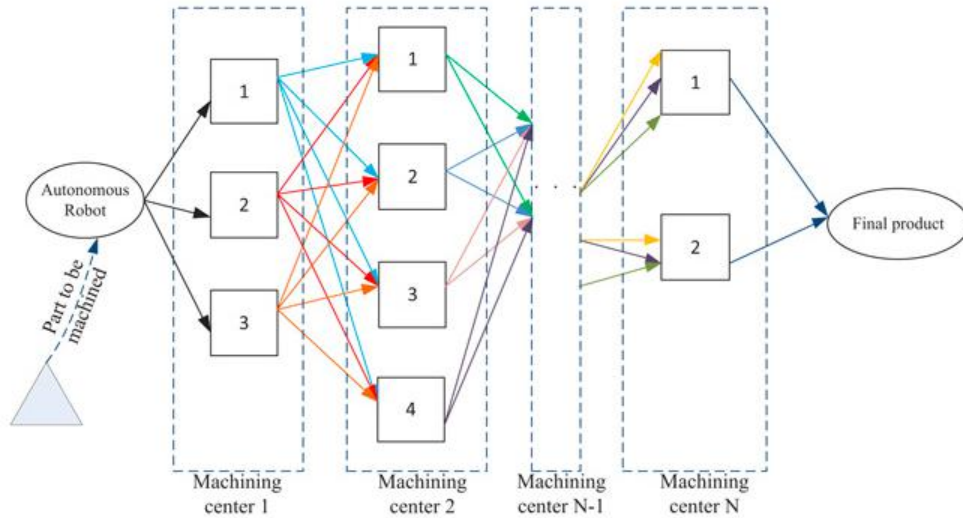 Autonomous
Robot
Part to be
machined
1
2
3
Machining
center 1
1
2
3
4
Machining
center 2
. . . .
Machining
center N-1
1
2
Machining
center N
Final product